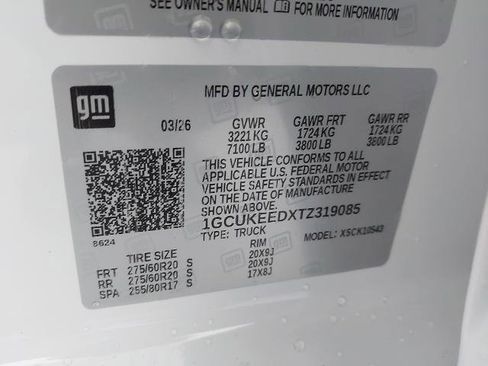 SEE OWNER'S MANUAL FOR MORE INFORMATION
gm
MFD BY GENERAL MOTORS LLC
03/26 GVWR GAWR FRT GAWR RR
3221 KG 1724 KG 1724 KG
7100 LB 3800 LB 3800 LB
THIS VEHICLE CONFORMS TO ALL
APPLICABLE U.S. FEDERAL MOTOR
VEHICLE SAFETY STANDARDS IN EFFECT
ON THE DATE OF MANUFACTURE
SHOWN ABOVE.
1GCUKEEDXTZ319085
8624 TYPE: TRUCK MODEL: XSCK10543
TIRE SIZE RIM
FRT 275/60R20 S 20X9J
RR 275/60R20 S 20X9J
SPA 255/80R17 S 17X8J